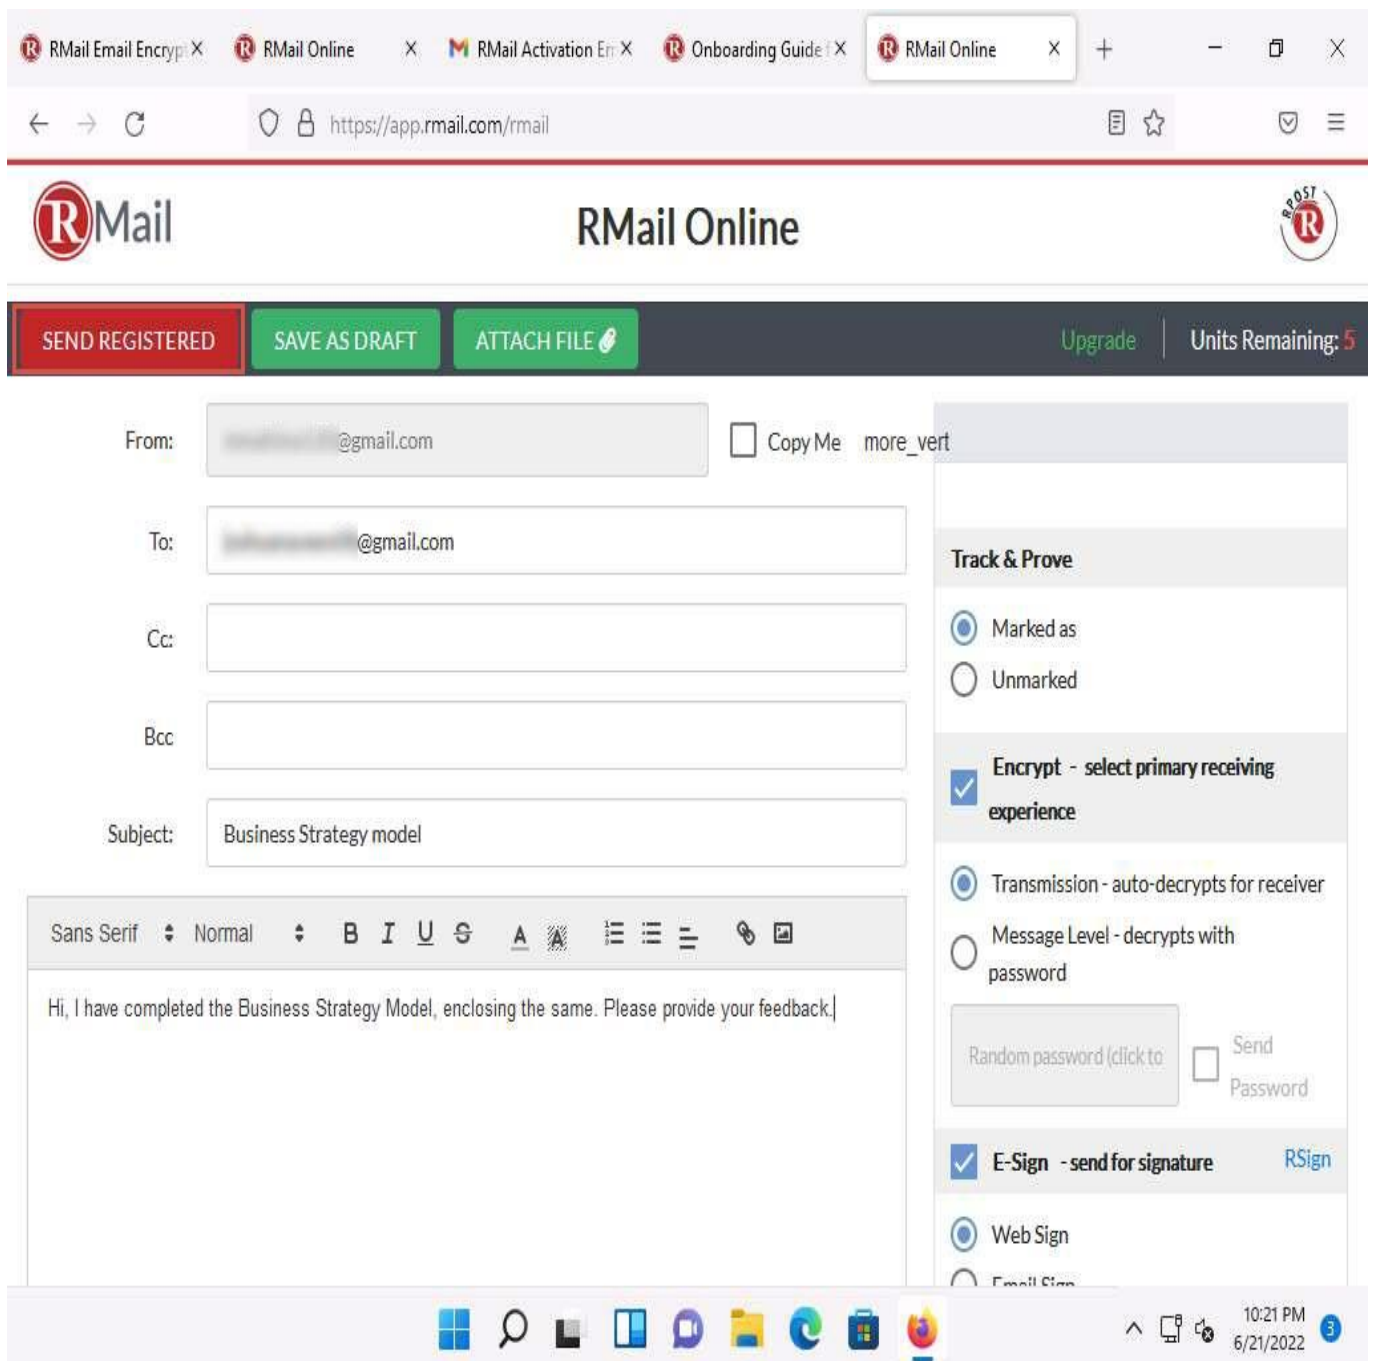 RMail Email Encryp
RMail Online
RMail Activation Em
Onboarding Guide f
RMail Online
https://app.rmail.com/rmail
RMail
RMail Online
RPOST
R
SEND REGISTERED
SAVE AS DRAFT
ATTACH FILE
Upgrade
Units Remaining: 5
From:
@gmail.com
Copy Me
more_vert
To:
@gmail.com
Cc:
Bcc
Subject:
Business Strategy model
Sans Serif
Normal
B I U S A A
Hi, I have completed the Business Strategy Model, enclosing the same. Please provide your feedback.
Track & Prove
Marked as
Unmarked
Encrypt - select primary receiving
experience
Transmission - auto-decrypts for receiver
Message Level - decrypts with
password
Random password (click to
Send
Password
E-Sign - send for signature
RSign
Web Sign
Email Sign
10:21 PM
6/21/2022
3